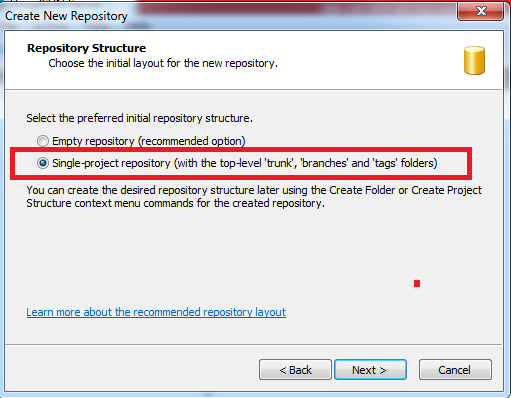 Create New Repository
Repository Structure
Choose the initial layout for the new repository.
Select the preferred initial repository structure.
Empty repository (recommended option)
Single-project repository (with the top-level 'trunk', 'branches' and 'tags' folders)
You can create the desired repository structure later using the Create Folder or Create Project
Structure context menu commands for the created repository.
Learn more about the recommended repository layout
< Back
Next >
Cancel